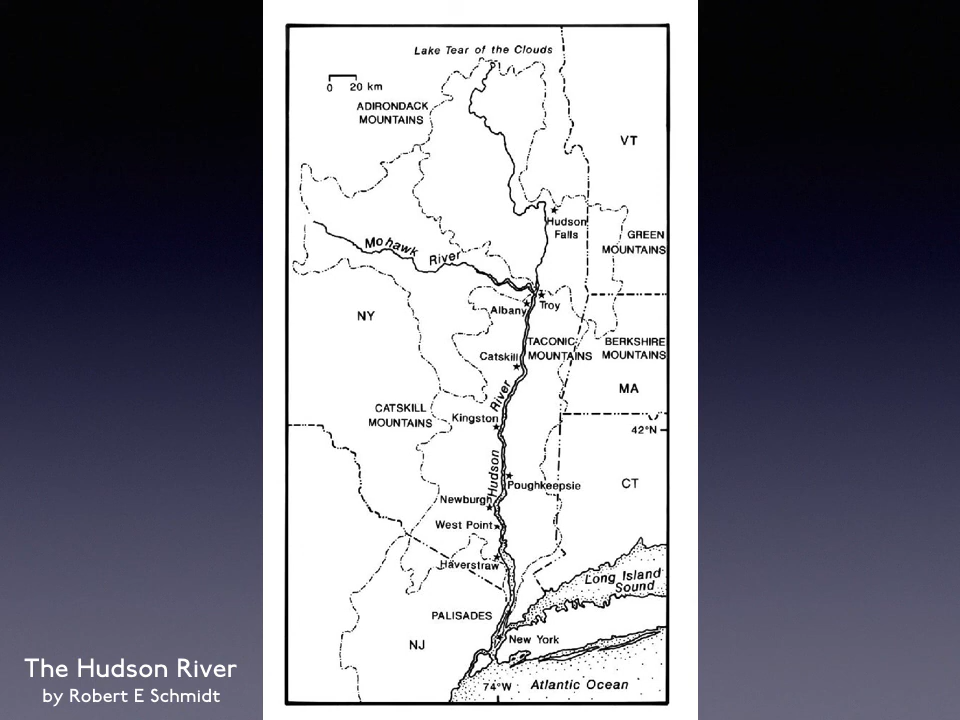 Lake Tear of the Clouds
0 20 km
ADIRONDACK
MOUNTAINS
VT
Hudson
Falls
GREEN
MOUNTAINS
Mohawk River
Albany
Troy
NY
TACONIC
MOUNTAINS
BERKSHIRE
MOUNTAINS
Catskill
MA
Hudson River
CATSKILL
MOUNTAINS
Kingston
42°N
Poughkeepsie
CT
Newburgh
West Point
Haverstraw
Long Island
Sound
PALISADES
NJ
New York
74°W
Atlantic Ocean
The Hudson River
by Robert E Schmidt